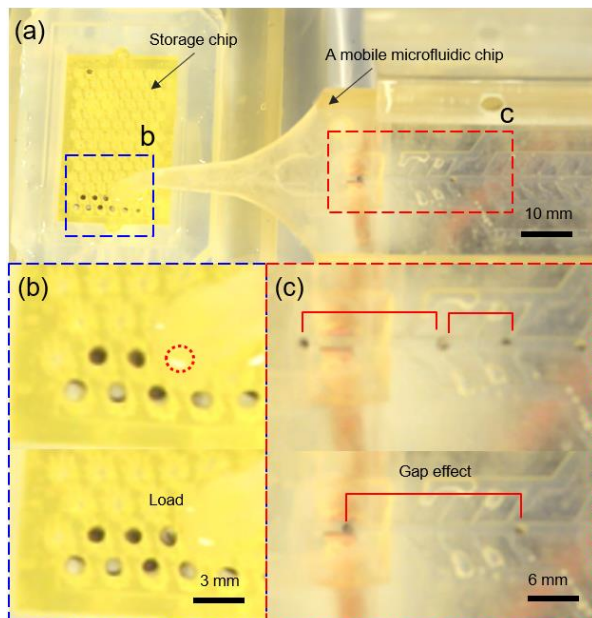 (a)
Storage chip
A mobile microfluidic chip
b
c
10 mm
(b)
(c)
Load
Gap effect
3 mm
6 mm